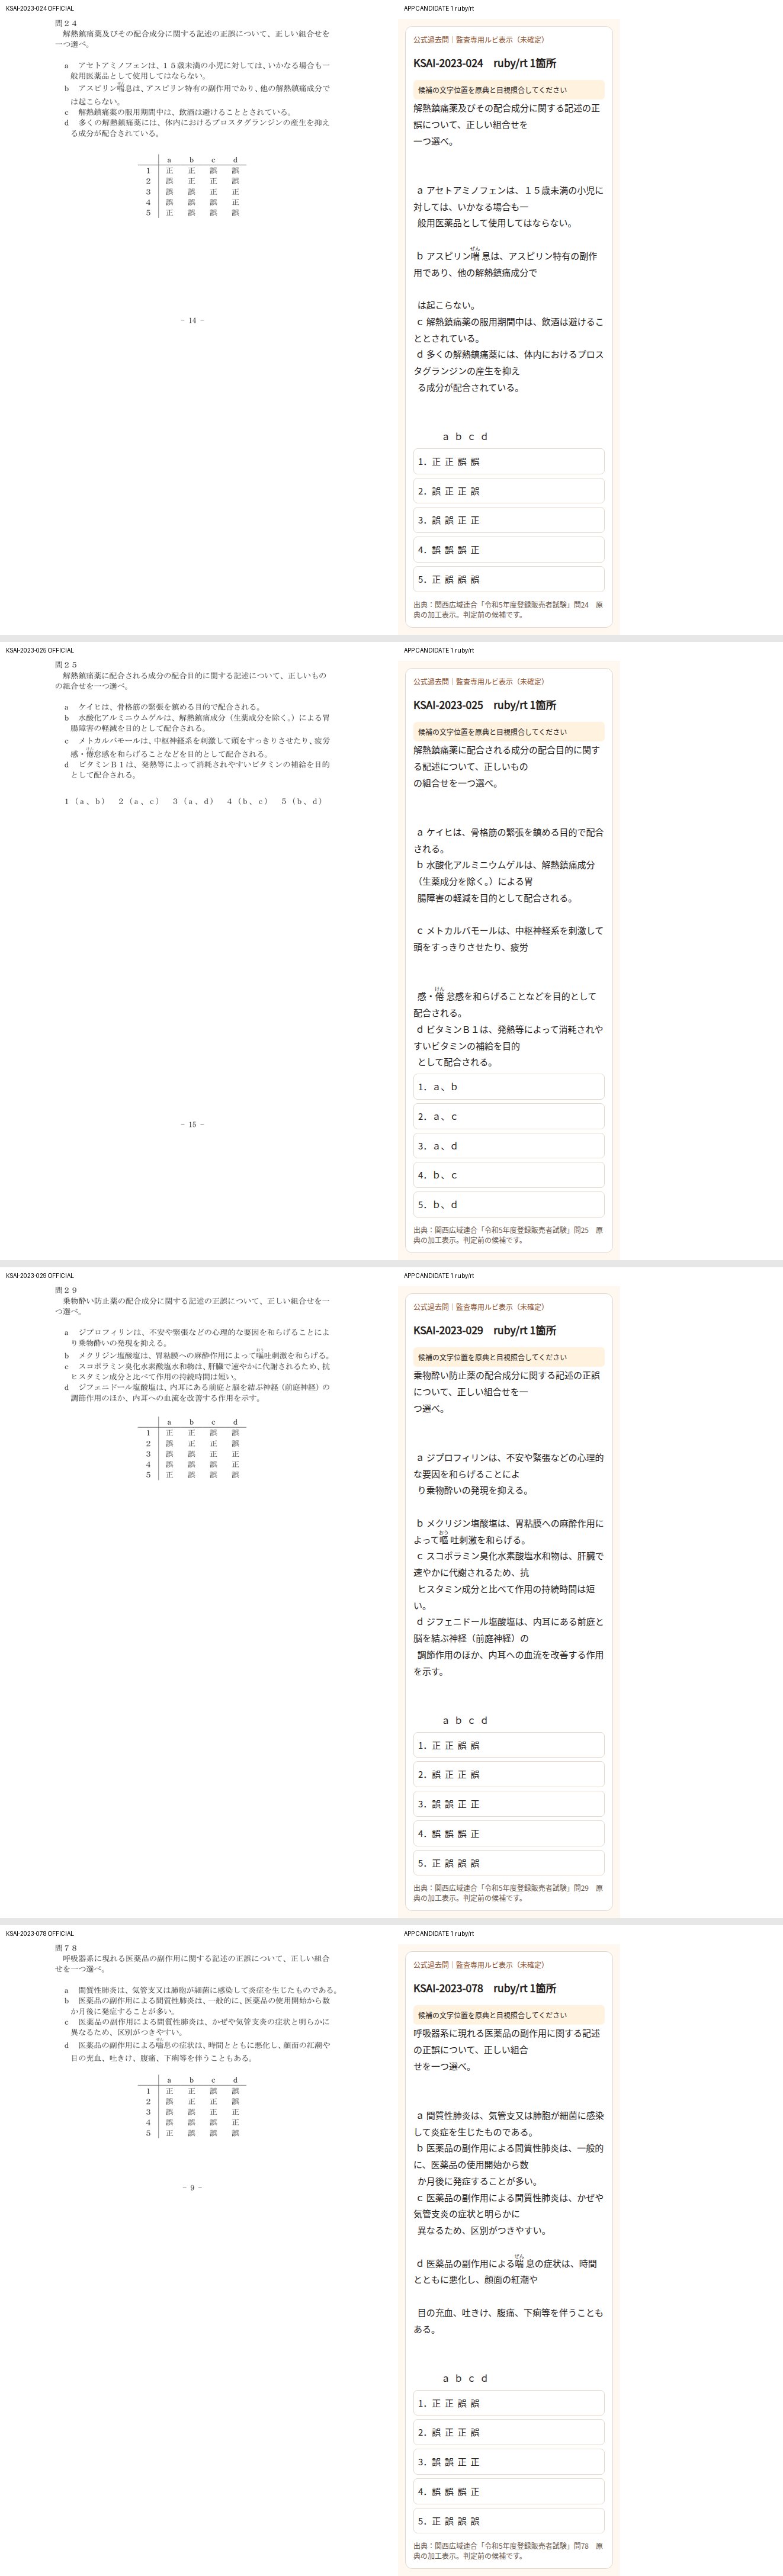 KSAI-2023-024 OFFICIAL
問２４
解熱鎮痛薬及びその配合成分に関する記述の正誤について、正しい組合せを
一つ選べ。
a　アセトアミノフェンは、１５歳未満の小児に対しては、いかなる場合も一
般用医薬品として使用してはならない。
ぜん
b　アスピリン喘息は、アスピリン特有の副作用であり、他の解熱鎮痛成分で
は起こらない。
c　解熱鎮痛薬の服用期間中は、飲酒は避けることとされている。
d　多くの解熱鎮痛薬には、体内におけるプロスタグランジンの産生を抑え
る成分が配合されている。
a b c d
1 正 正 誤 誤
2 誤 正 正 誤
3 誤 誤 正 正
4 誤 誤 誤 正
5 正 誤 誤 誤
− 14 −
APP CANDIDATE 1 ruby/rt
公式過去問｜監査専用ルビ表示（未確定）
KSAI-2023-024　ruby/rt 1箇所
候補の文字位置を原典と目視照合してください
解熱鎮痛薬及びその配合成分に関する記述の正
誤について、正しい組合せを
一つ選べ。
ａ アセトアミノフェンは、１５歳未満の小児に
対しては、いかなる場合も一
般用医薬品として使用してはならない。
ぜん
ｂ アスピリン喘 息は、アスピリン特有の副作
用であり、他の解熱鎮痛成分で
は起こらない。
ｃ 解熱鎮痛薬の服用期間中は、飲酒は避けるこ
ととされている。
ｄ 多くの解熱鎮痛薬には、体内におけるプロス
タグランジンの産生を抑え
る成分が配合されている。
ａ ｂ ｃ ｄ
1. 正 正 誤 誤
2. 誤 正 正 誤
3. 誤 誤 正 正
4. 誤 誤 誤 正
5. 正 誤 誤 誤
出典：関西広域連合「令和5年度登録販売者試験」問24　原
典の加工表示。判定前の候補です。
KSAI-2023-025 OFFICIAL
問２５
解熱鎮痛薬に配合される成分の配合目的に関する記述について、正しいもの
の組合せを一つ選べ。
a　ケイヒは、骨格筋の緊張を鎮める目的で配合される。
b　水酸化アルミニウムゲルは、解熱鎮痛成分（生薬成分を除く。）による胃
腸障害の軽減を目的として配合される。
c　メトカルバモールは、中枢神経系を刺激して頭をすっきりさせたり、疲労
けん
感・倦怠感を和らげることなどを目的として配合される。
d　ビタミンＢ１は、発熱等によって消耗されやすいビタミンの補給を目的
として配合される。
１（ａ、ｂ）　２（ａ、ｃ）　３（ａ、ｄ）　４（ｂ、ｃ）　５（ｂ、ｄ）
− 15 −
APP CANDIDATE 1 ruby/rt
公式過去問｜監査専用ルビ表示（未確定）
KSAI-2023-025　ruby/rt 1箇所
候補の文字位置を原典と目視照合してください
解熱鎮痛薬に配合される成分の配合目的に関す
る記述について、正しいもの
の組合せを一つ選べ。
ａ ケイヒは、骨格筋の緊張を鎮める目的で配合
される。
ｂ 水酸化アルミニウムゲルは、解熱鎮痛成分
（生薬成分を除く。）による胃
腸障害の軽減を目的として配合される。
ｃ メトカルバモールは、中枢神経系を刺激して
頭をすっきりさせたり、疲労
けん
感・倦 怠感を和らげることなどを目的として
配合される。
ｄ ビタミンＢ１は、発熱等によって消耗されや
すいビタミンの補給を目的
として配合される。
1. ａ、ｂ
2. ａ、ｃ
3. ａ、ｄ
4. ｂ、ｃ
5. ｂ、ｄ
出典：関西広域連合「令和5年度登録販売者試験」問25　原
典の加工表示。判定前の候補です。
KSAI-2023-029 OFFICIAL
問２９
乗物酔い防止薬の配合成分に関する記述の正誤について、正しい組合せを一
つ選べ。
a　ジプロフィリンは、不安や緊張などの心理的な要因を和らげることによ
り乗物酔いの発現を抑える。
おう
b　メクリジン塩酸塩は、胃粘膜への麻酔作用によって嘔吐刺激を和らげる。
c　スコポラミン臭化水素酸塩水和物は、肝臓で速やかに代謝されるため、抗
ヒスタミン成分と比べて作用の持続時間は短い。
d　ジフェニドール塩酸塩は、内耳にある前庭と脳を結ぶ神経（前庭神経）の
調節作用のほか、内耳への血流を改善する作用を示す。
a b c d
1 正 正 誤 誤
2 誤 正 正 誤
3 誤 誤 正 正
4 誤 誤 誤 正
5 正 誤 誤 誤
APP CANDIDATE 1 ruby/rt
公式過去問｜監査専用ルビ表示（未確定）
KSAI-2023-029　ruby/rt 1箇所
候補の文字位置を原典と目視照合してください
乗物酔い防止薬の配合成分に関する記述の正誤
について、正しい組合せを一
つ選べ。
ａ ジプロフィリンは、不安や緊張などの心理的
な要因を和らげることによ
り乗物酔いの発現を抑える。
ｂ メクリジン塩酸塩は、胃粘膜への麻酔作用に
おう
よって嘔 吐刺激を和らげる。
ｃ スコポラミン臭化水素酸塩水和物は、肝臓で
速やかに代謝されるため、抗
ヒスタミン成分と比べて作用の持続時間は短
い。
ｄ ジフェニドール塩酸塩は、内耳にある前庭と
脳を結ぶ神経（前庭神経）の
調節作用のほか、内耳への血流を改善する作用
を示す。
ａ ｂ ｃ ｄ
1. 正 正 誤 誤
2. 誤 正 正 誤
3. 誤 誤 正 正
4. 誤 誤 誤 正
5. 正 誤 誤 誤
出典：関西広域連合「令和5年度登録販売者試験」問29　原
典の加工表示。判定前の候補です。
KSAI-2023-078 OFFICIAL
問７８
呼吸器系に現れる医薬品の副作用に関する記述の正誤について、正しい組合
せを一つ選べ。
a　間質性肺炎は、気管支又は肺胞が細菌に感染して炎症を生じたものである。
b　医薬品の副作用による間質性肺炎は、一般的に、医薬品の使用開始から数
か月後に発症することが多い。
c　医薬品の副作用による間質性肺炎は、かぜや気管支炎の症状と明らかに
異なるため、区別がつきやすい。
ぜん
d　医薬品の副作用による喘息の症状は、時間とともに悪化し、顔面の紅潮や
目の充血、吐きけ、腹痛、下痢等を伴うこともある。
a b c d
1 正 正 誤 誤
2 誤 正 正 誤
3 誤 誤 正 正
4 誤 誤 誤 正
5 正 誤 誤 誤
− 9 −
APP CANDIDATE 1 ruby/rt
公式過去問｜監査専用ルビ表示（未確定）
KSAI-2023-078　ruby/rt 1箇所
候補の文字位置を原典と目視照合してください
呼吸器系に現れる医薬品の副作用に関する記述
の正誤について、正しい組合
せを一つ選べ。
ａ 間質性肺炎は、気管支又は肺胞が細菌に感染
して炎症を生じたものである。
ｂ 医薬品の副作用による間質性肺炎は、一般的
に、医薬品の使用開始から数
か月後に発症することが多い。
ｃ 医薬品の副作用による間質性肺炎は、かぜや
気管支炎の症状と明らかに
異なるため、区別がつきやすい。
ぜん
ｄ 医薬品の副作用による喘 息の症状は、時間
とともに悪化し、顔面の紅潮や
目の充血、吐きけ、腹痛、下痢等を伴うことも
ある。
ａ ｂ ｃ ｄ
1. 正 正 誤 誤
2. 誤 正 正 誤
3. 誤 誤 正 正
4. 誤 誤 誤 正
5. 正 誤 誤 誤
出典：関西広域連合「令和5年度登録販売者試験」問78　原
典の加工表示。判定前の候補です。